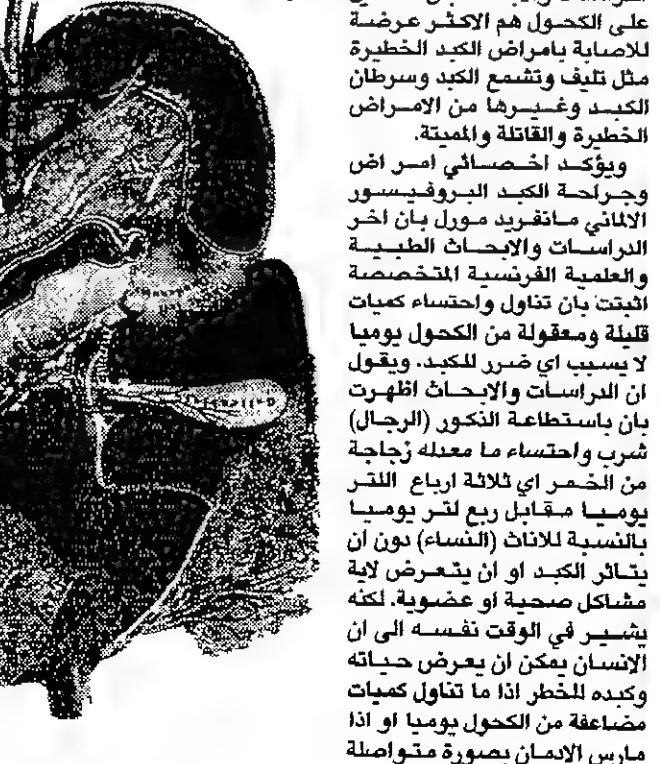 على الكحول هم الاكثر عرضة
للاصابة بامراض الكبد الخطيرة
مثل تليف وتشمع الكبد وسرطان
الكبد وغيرها من الامراض
الخطيرة والقاتلة والمميتة.
ويؤكد اخصائي امراض
وجراحة الكبد البروفيسور
الالماني مانفريد مورل بان اخر
الدراسات والابحاث الطبية
والعلمية الفرنسية المتخصصة
اثبتت بان تناول واحتساء كميات
قليلة ومعقولة من الكحول يوميا
لا يسبب اي ضرر للكبد. ويقول
ان الدراسات والابحاث اظهرت
بان باستطاعة الذكور (الرجال)
شرب واحتساء ما معدله زجاجة
من الخمر اي ثلاثة ارباع اللتر
يوميا مقابل ربع لتر يوميا
بالنسبة للاناث (النساء) دون ان
يتاثر الكبد او ان يتعرض لاية
مشاكل صحية او عضوية. لكنه
يشير في الوقت نفسه الى ان
الانسان يمكن ان يعرض حياته
وكبده للخطر اذا ما تناول كميات
مضاعفة من الكحول يوميا او اذا
مارس الادمان بصورة متواصلة